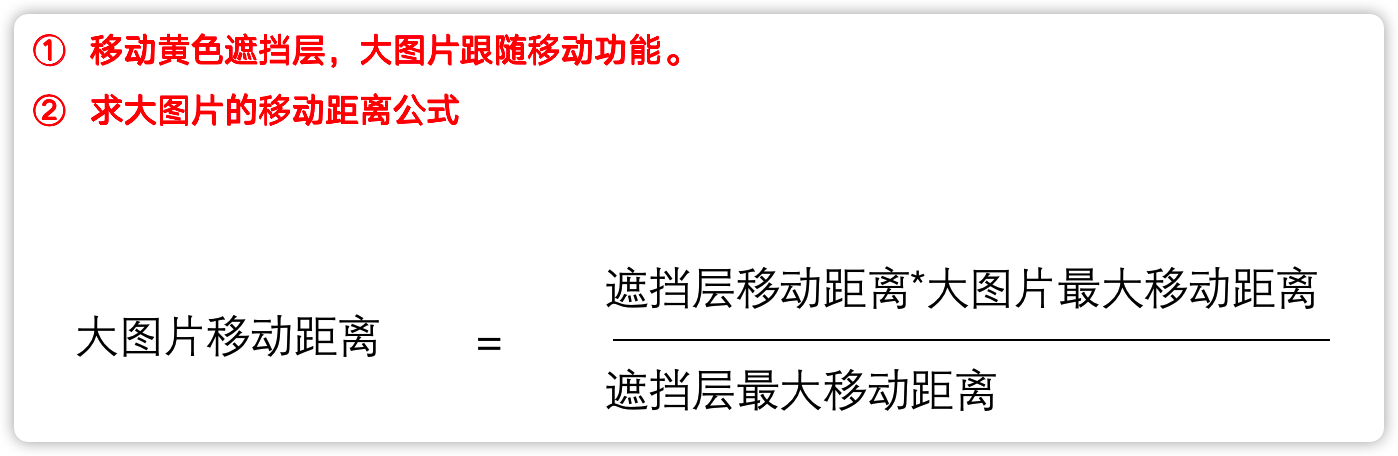 ① 移动黄色遮挡层，大图片跟随移动功能。
② 求大图片的移动距离公式
遮挡层移动距离*大图片最大移动距离
大图片移动距离 =
遮挡层最大移动距离